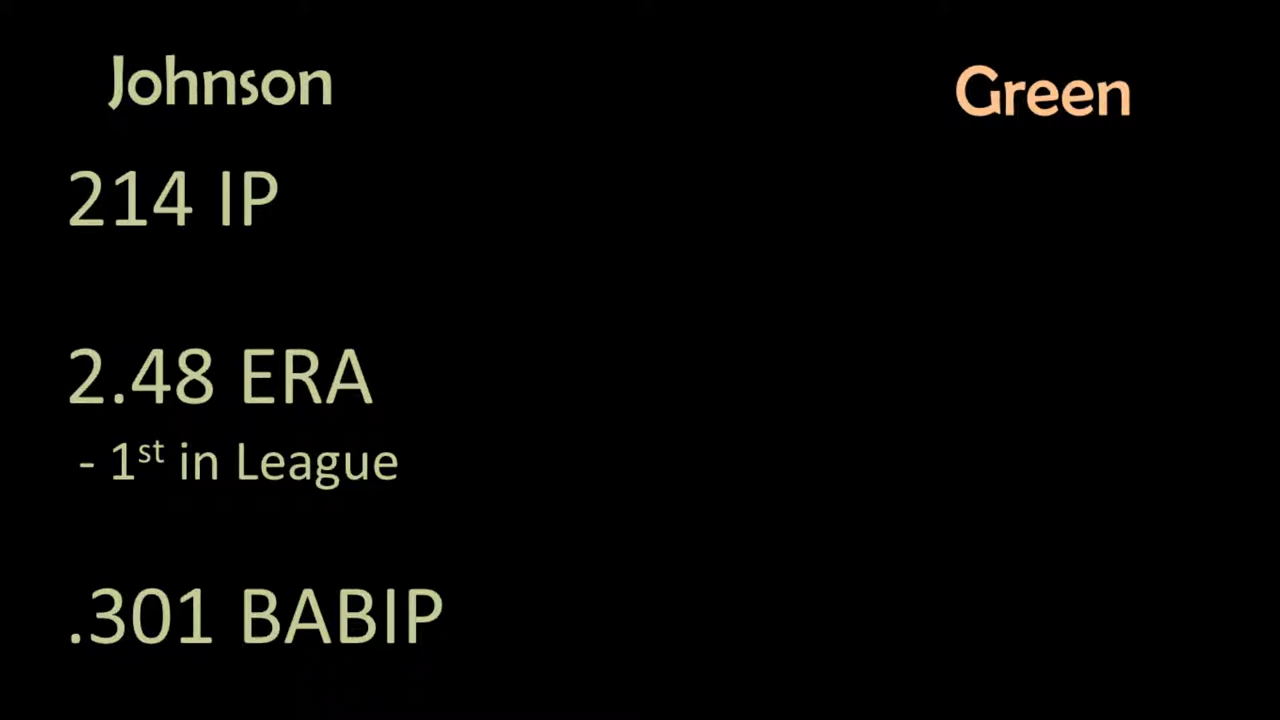 Johnson
Green
214 IP
2.48 ERA
- 1st in League
.301 BABIP